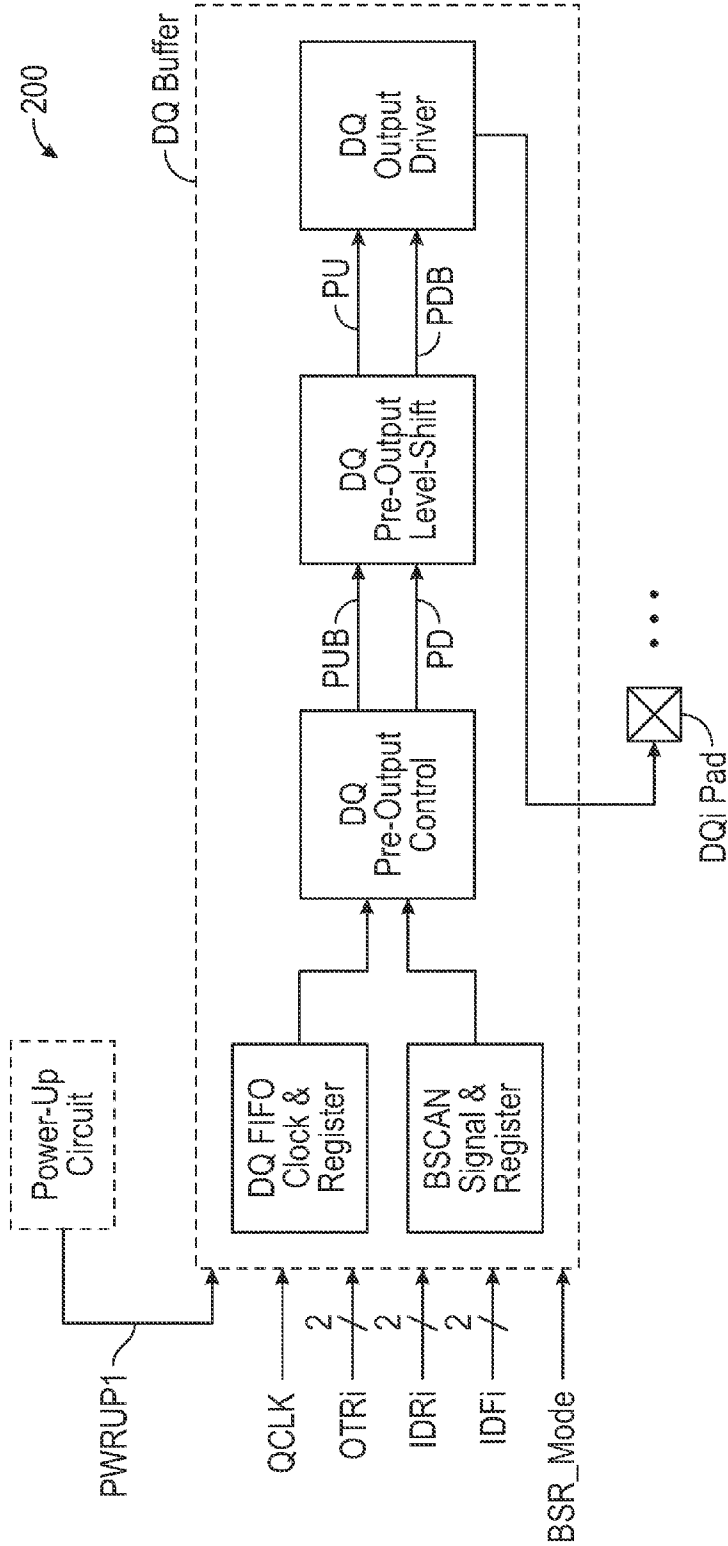 200
Power-Up
Circuit
PWRUP1
DQ Buffer
QCLK
OTRi
2
IDRi
2
IDFi
2
BSR_Mode
DQ FIFO
Clock &
Register
BSCAN
Signal &
Register
DQ
Pre-Output
Control
PUB
PD
DQ
Pre-Output
Level-Shift
PU
PDB
DQ
Output
Driver
DQi Pad